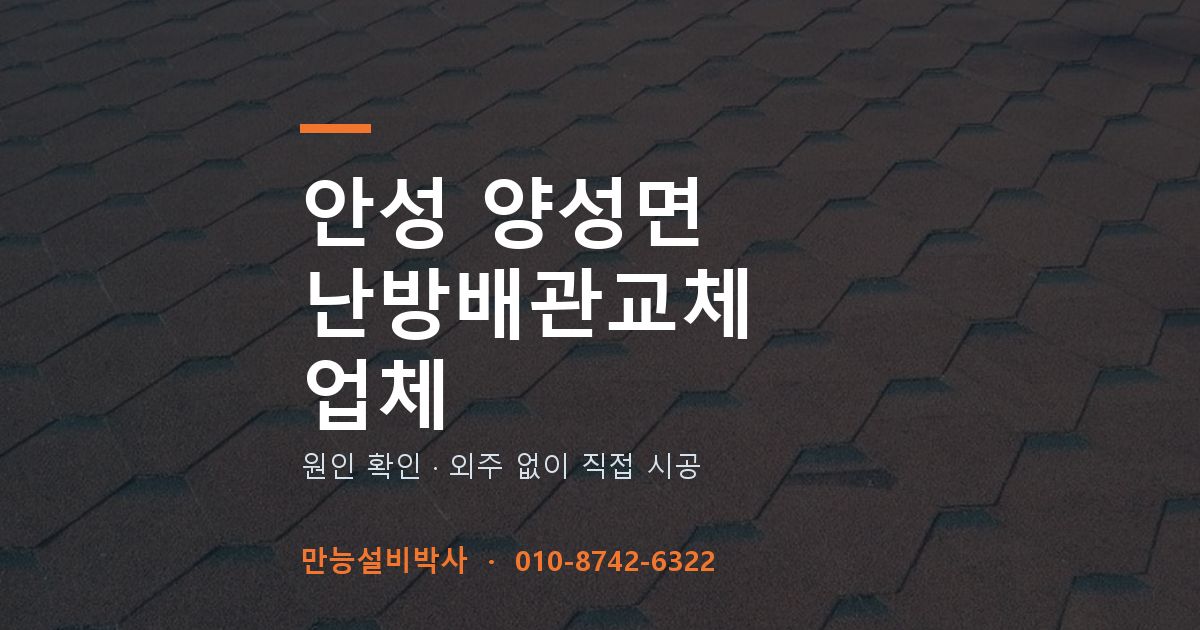 안성 양성면
난방배관교체
업체
원인 확인 · 외주 없이 직접 시공
만능설비박사 · 010-8742-6322